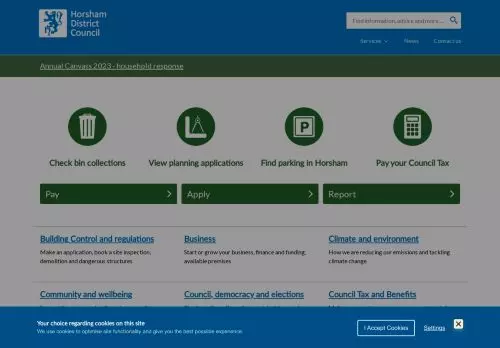 Horsham
District
Council
Find information, advice and more...
Services
News
Contact us
Annual Canvass 2023 - household response
Check bin collections
View planning applications
Find parking in Horsham
Pay your Council Tax
Pay
Apply
Report
Building Control and regulations
Business
Climate and environment
Make an application, book a site inspection,
demolition and dangerous structures
Start or grow your business, finance and funding,
available premises
How we are reducing our emissions and tackling
climate change
Community and wellbeing
Council, democracy and elections
Council Tax and Benefits
Your choice regarding cookies on this site
We use cookies to optimise site functionality and give you the best possible experience.
I Accept Cookies
Settings